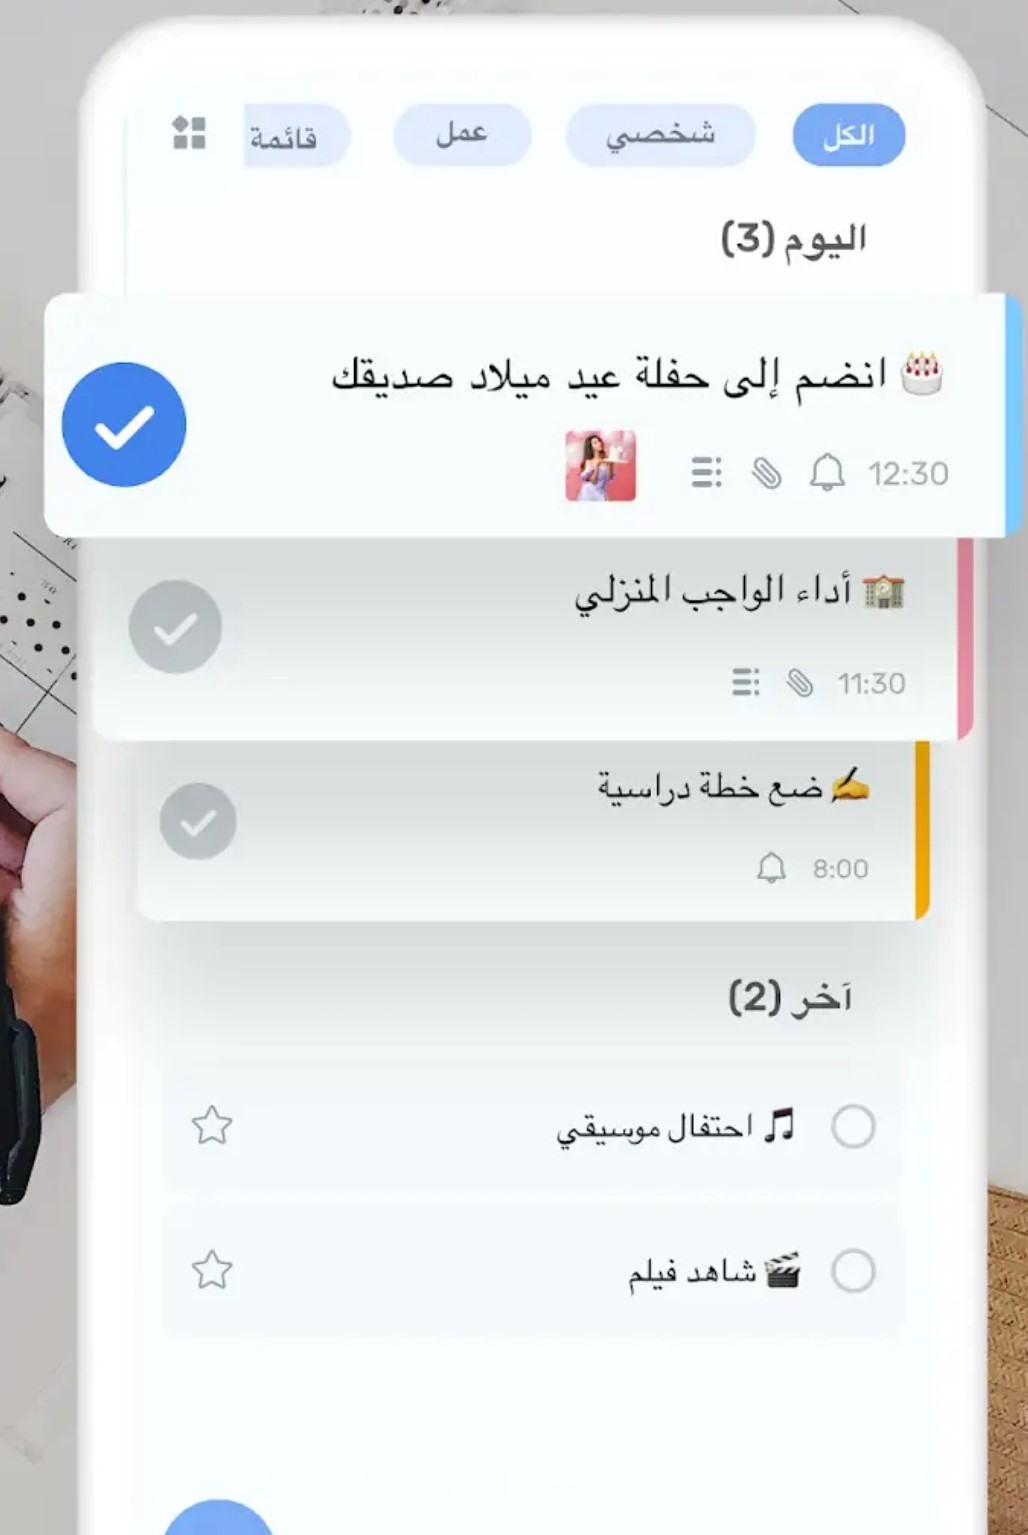 الكل
شخصي
عمل
قائمة
اليوم (3)
🎂 انضم إلى حفلة عيد ميلاد صديقك
12:30
🏫 أداء الواجب المنزلي
11:30
✍️ ضع خطة دراسية
8:00
آخر (2)
🎵 احتفال موسيقي
🎬 شاهد فيلم